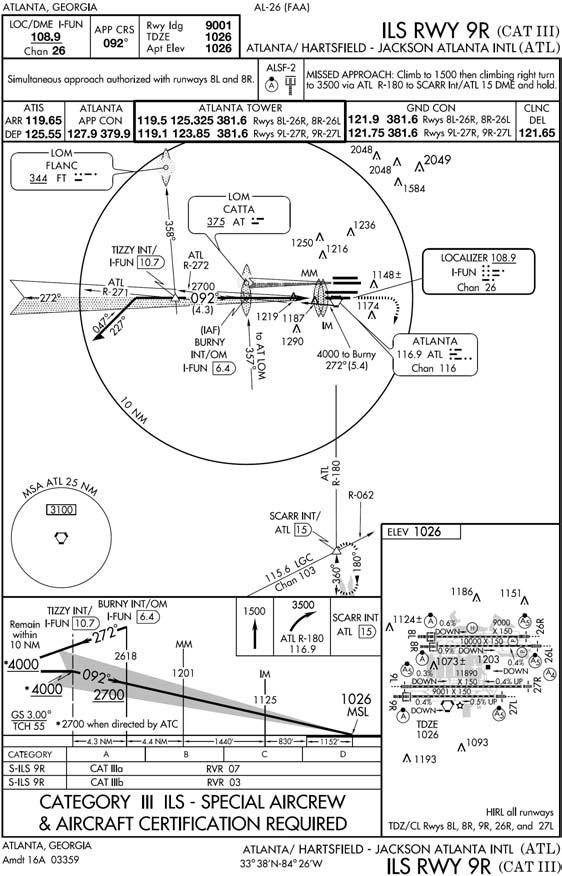 ATLANTA, GEORGIA
AL-26 (FAA)
LOC/DME I-FUN
108.9
Chan 26
APP CRS
092°
Rwy ldg 9001
TDZE 1026
Apt Elev 1026
ILS RWY 9R (CAT III)
ATLANTA/ HARTSFIELD - JACKSON ATLANTA INTL (ATL)
Simultaneous approach authorized with runways 8L and 8R.
ALSF-2
A
MISSED APPROACH: Climb to 1500 then climbing right turn
to 3500 via ATL R-180 to SCARR Int/ATL 15 DME and hold.
ATIS
ARR 119.65
DEP 125.55
ATLANTA
APP CON
127.9 379.9
ATLANTA TOWER
119.5 125.325 381.6 Rwys 8L-26R, 8R-26L
119.1 123.85 381.6 Rwys 9L-27R, 9R-27L
GND CON
121.9 381.6 Rwys 8L-26R, 8R-26L
121.75 381.6 Rwys 9L-27R, 9R-27L
CLNC
DEL
121.65
LOM
FLANC
344 FT
2048
2048
2049
1584
LOM
CATTA
375 AT
358°
1250
1236
1216
TIZZY INT/
I-FUN 10.7
ATL
R-272
MM
LOCALIZER 108.9
I-FUN
Chan 26
ATL
R-271
2700
092°
(4.3)
272°
1148±
1174
047°
227°
1219
1187
1290
IM
(IAF)
BURNY
INT/OM
I-FUN 6.4
to AT LOM
357°
4000 to Burny
272° (5.4)
ATLANTA
116.9 ATL
Chan 116
10 NM
ATL
R-180
MSA ATL 25 NM
3100
SCARR INT/
ATL 15
R-062
115.6 LGC
Chan 103
360°
180°
ELEV 1026
1186
1151
1124±
A
0.6%
DOWN
H
9000
X 150
26R
8L
8R
10000 X 150
0.9%
DOWN
0.4%
DOWN
26L
1073±
1203
11890
X 150
0.3%
DOWN
0.4% UP
27R
9L
9R
9001 X 150
0.4%
DOWN
0.5% UP
27L
TDZE
1026
1193
1093
HIRL all runways
TDZ/CL Rwys 8L, 8R, 9R, 26R, and 27L
TIZZY INT/
I-FUN 10.7
BURNY INT/OM
I-FUN 6.4
Remain
within
10 NM
272°
2618
*4000
*4000
092°
2700
MM
1201
IM
1125
1026
MSL
GS 3.00°
TCH 55
*2700 when directed by ATC
1500
3500
ATL R-180
116.9
SCARR INT
ATL 15
4.3 NM
4.4 NM
1440'
830'
1152'
CATEGORY A B C D
S-ILS 9R CAT IIIa RVR 07
S-ILS 9R CAT IIIb RVR 03
CATEGORY III ILS - SPECIAL AIRCREW
& AIRCRAFT CERTIFICATION REQUIRED
ATLANTA, GEORGIA
Amdt 16A 03359
33°38'N-84°26'W
ATLANTA/ HARTSFIELD - JACKSON ATLANTA INTL (ATL)
ILS RWY 9R (CAT III)